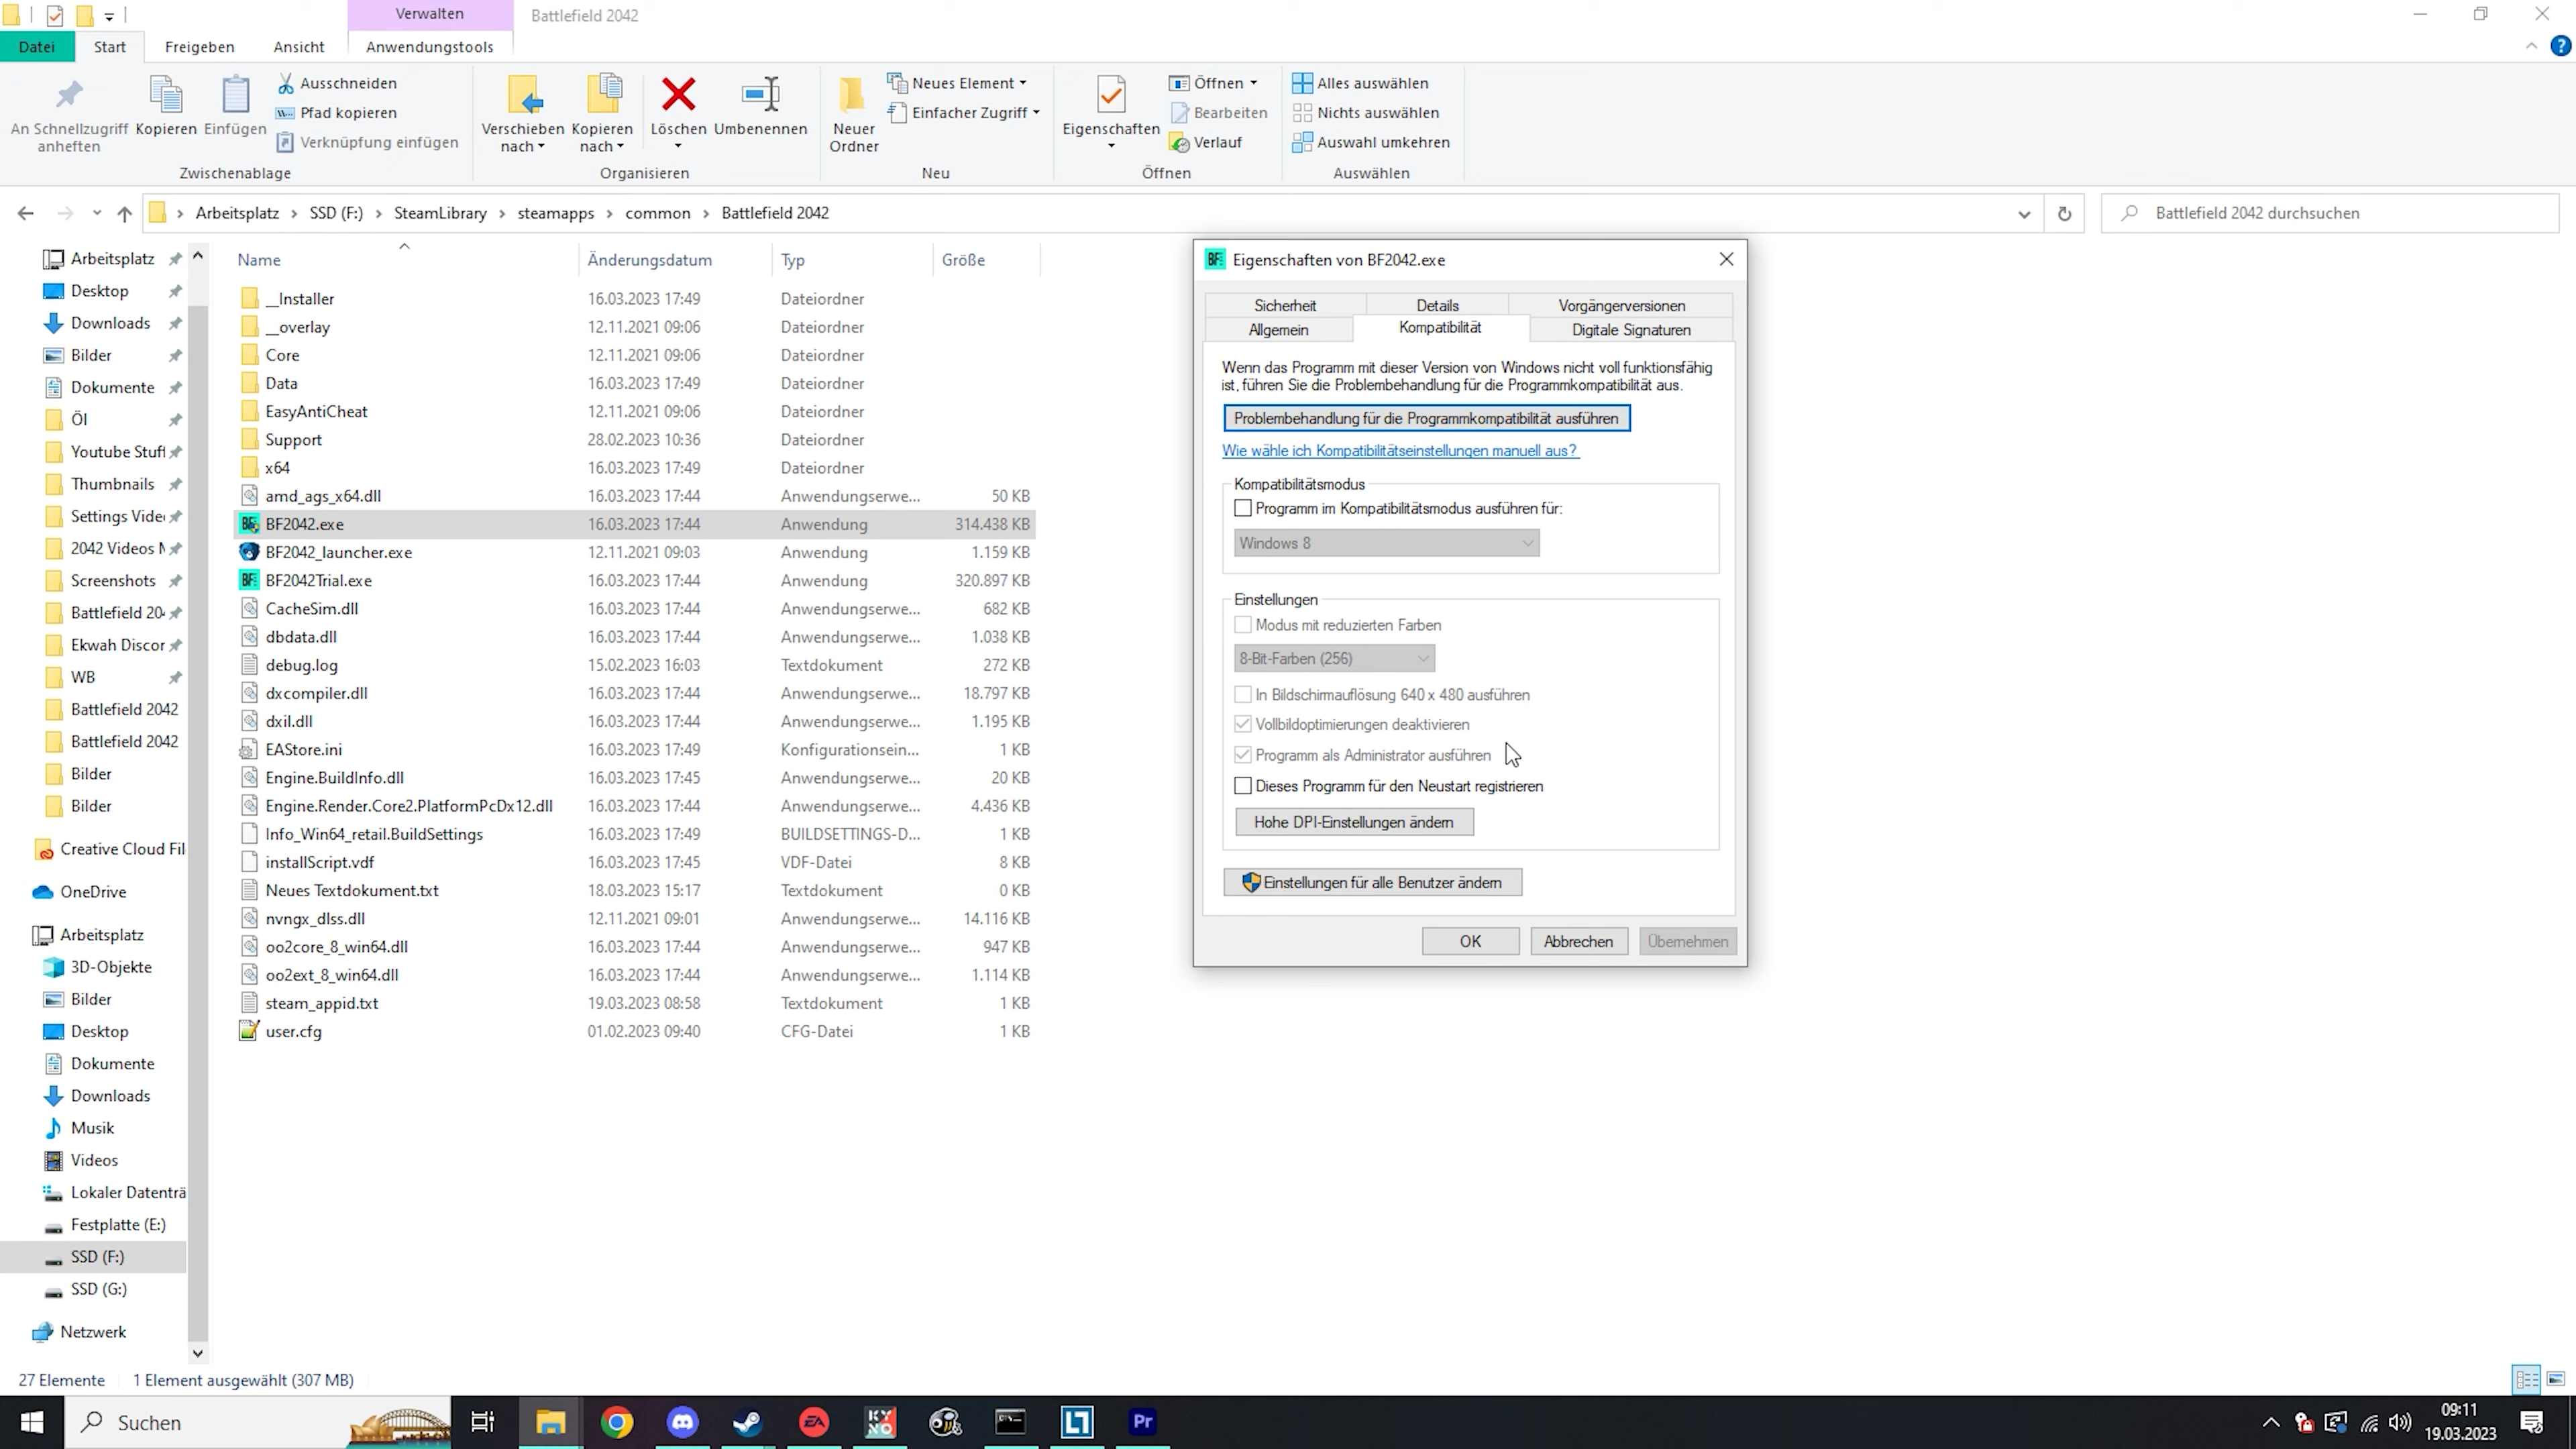 Verwalten
Battlefield 2042
Datei
Start
Freigeben
Ansicht
Anwendungstools
An Schnellzugriff
anheften
Kopieren
Einfügen
Ausschneiden
Pfad kopieren
Verknüpfung einfügen
Zwischenablage
Verschieben
nach
Kopieren
nach
Löschen
Umbenennen
Organisieren
Neuer
Ordner
Neues Element
Einfacher Zugriff
Neu
Eigenschaften
Öffnen
Bearbeiten
Verlauf
Öffnen
Alles auswählen
Nichts auswählen
Auswahl umkehren
Auswählen
Arbeitsplatz > SSD (F:) > SteamLibrary > steamapps > common > Battlefield 2042
Battlefield 2042 durchsuchen
Arbeitsplatz
Desktop
Downloads
Bilder
Dokumente
Öl
Youtube Stuff
Thumbnails
Settings Vide
2042 Videos
Screenshots
Battlefield 20
Ekwah Discor
WB
Battlefield 2042
Battlefield 2042
Bilder
Bilder
Creative Cloud Fil
OneDrive
Arbeitsplatz
3D-Objekte
Bilder
Desktop
Dokumente
Downloads
Musik
Videos
Lokaler Datenträ
Festplatte (E:)
SSD (F:)
SSD (G:)
Netzwerk
Name Änderungsdatum Typ Größe
__Installer 16.03.2023 17:49 Dateiordner
__overlay 12.11.2021 09:06 Dateiordner
Core 12.11.2021 09:06 Dateiordner
Data 16.03.2023 17:49 Dateiordner
EasyAntiCheat 12.11.2021 09:06 Dateiordner
Support 28.02.2023 10:36 Dateiordner
x64 16.03.2023 17:49 Dateiordner
amd_ags_x64.dll 16.03.2023 17:44 Anwendungserwe... 50 KB
BF2042.exe 16.03.2023 17:44 Anwendung 314.438 KB
BF2042_launcher.exe 12.11.2021 09:03 Anwendung 1.159 KB
BF2042Trial.exe 16.03.2023 17:44 Anwendung 320.897 KB
CacheSim.dll 16.03.2023 17:44 Anwendungserwe... 682 KB
dbdata.dll 16.03.2023 17:44 Anwendungserwe... 1.038 KB
debug.log 15.02.2023 16:03 Textdokument 272 KB
dxcompiler.dll 16.03.2023 17:44 Anwendungserwe... 18.797 KB
dxil.dll 16.03.2023 17:44 Anwendungserwe... 1.195 KB
EAStore.ini 16.03.2023 17:49 Konfigurationsein... 1 KB
Engine.BuildInfo.dll 16.03.2023 17:45 Anwendungserwe... 20 KB
Engine.Render.Core2.PlatformPcDx12.dll 16.03.2023 17:44 Anwendungserwe... 4.436 KB
Info_Win64_retail.BuildSettings 16.03.2023 17:49 BUILDSETTINGS-D... 1 KB
installScript.vdf 16.03.2023 17:45 VDF-Datei 8 KB
Neues Textdokument.txt 18.03.2023 15:17 Textdokument 0 KB
nvngx_dlss.dll 12.11.2021 09:01 Anwendungserwe... 14.116 KB
oo2core_8_win64.dll 16.03.2023 17:44 Anwendungserwe... 947 KB
oo2ext_8_win64.dll 16.03.2023 17:44 Anwendungserwe... 1.114 KB
steam_appid.txt 19.03.2023 08:58 Textdokument 1 KB
user.cfg 01.02.2023 09:40 CFG-Datei 1 KB
Eigenschaften von BF2042.exe
Sicherheit
Details
Vorgängerversionen
Allgemein
Kompatibilität
Digitale Signaturen
Wenn das Programm mit dieser Version von Windows nicht voll funktionsfähig
ist, führen Sie die Problembehandlung für die Programmkompatibilität aus.
Problembehandlung für die Programmkompatibilität ausführen
Wie wähle ich Kompatibilitätseinstellungen manuell aus?
Kompatibilitätsmodus
Programm im Kompatibilitätsmodus ausführen für:
Windows 8
Einstellungen
Modus mit reduzierten Farben
8-Bit-Farben (256)
In Bildschirmauflösung 640 x 480 ausführen
Vollbildoptimierungen deaktivieren
Programm als Administrator ausführen
Dieses Programm für den Neustart registrieren
Hohe DPI-Einstellungen ändern
Einstellungen für alle Benutzer ändern
OK
Abbrechen
Übernehmen
27 Elemente
1 Element ausgewählt (307 MB)
Suchen
EA
KY
NO
Pr
09:11
19.03.2023